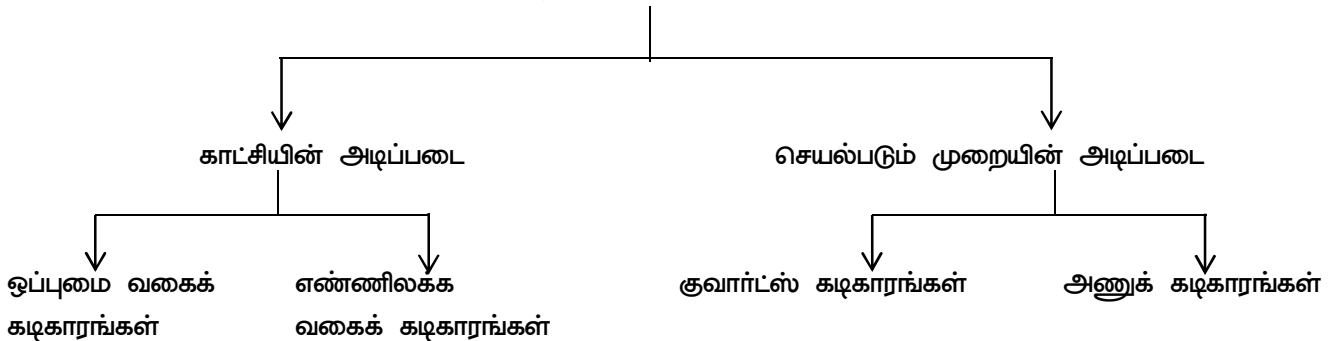 காட்சியின் அடிப்படை செயல்படும் முறையின் அடிப்படை
ஒப்புமை வகைக் எண்ணிலக்க குவார்ட்ஸ் கடிகாரங்கள் அணுக் கடிகாரங்கள்
கடிகாரங்கள் வகைக் கடிகாரங்கள்